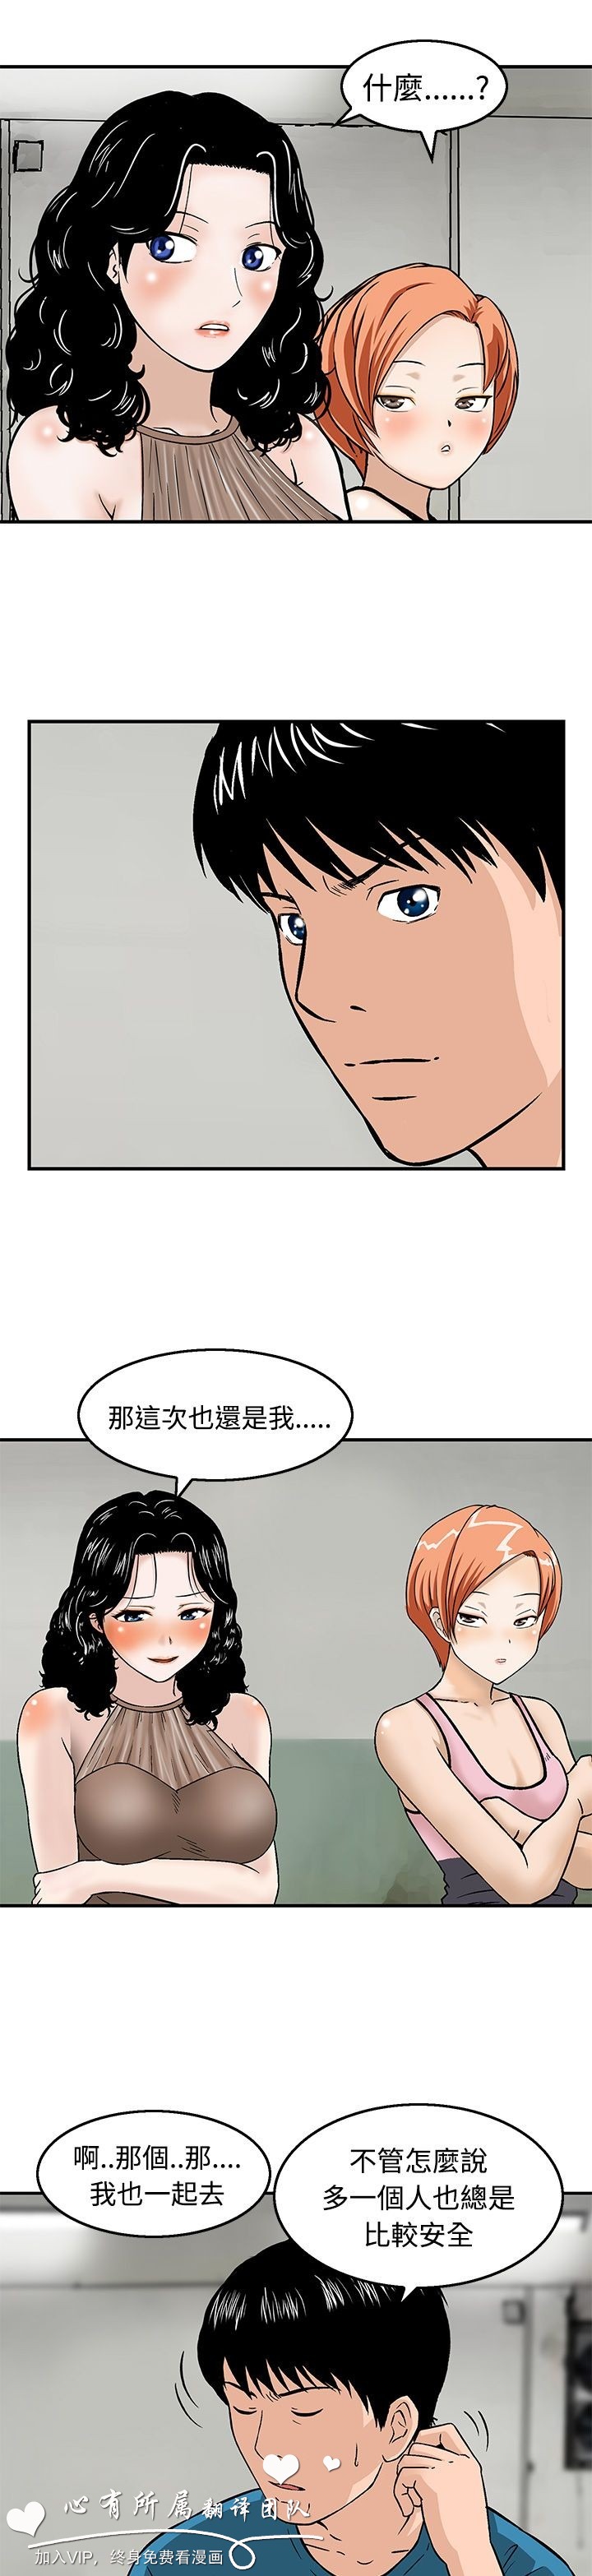 什麼......?
那這次也還是我.....
啊..那個..那....
我也一起去
不管怎麼說
多一個人也總是
比較安全
心有所属翻译团队
加入VIP，终身免费看漫画